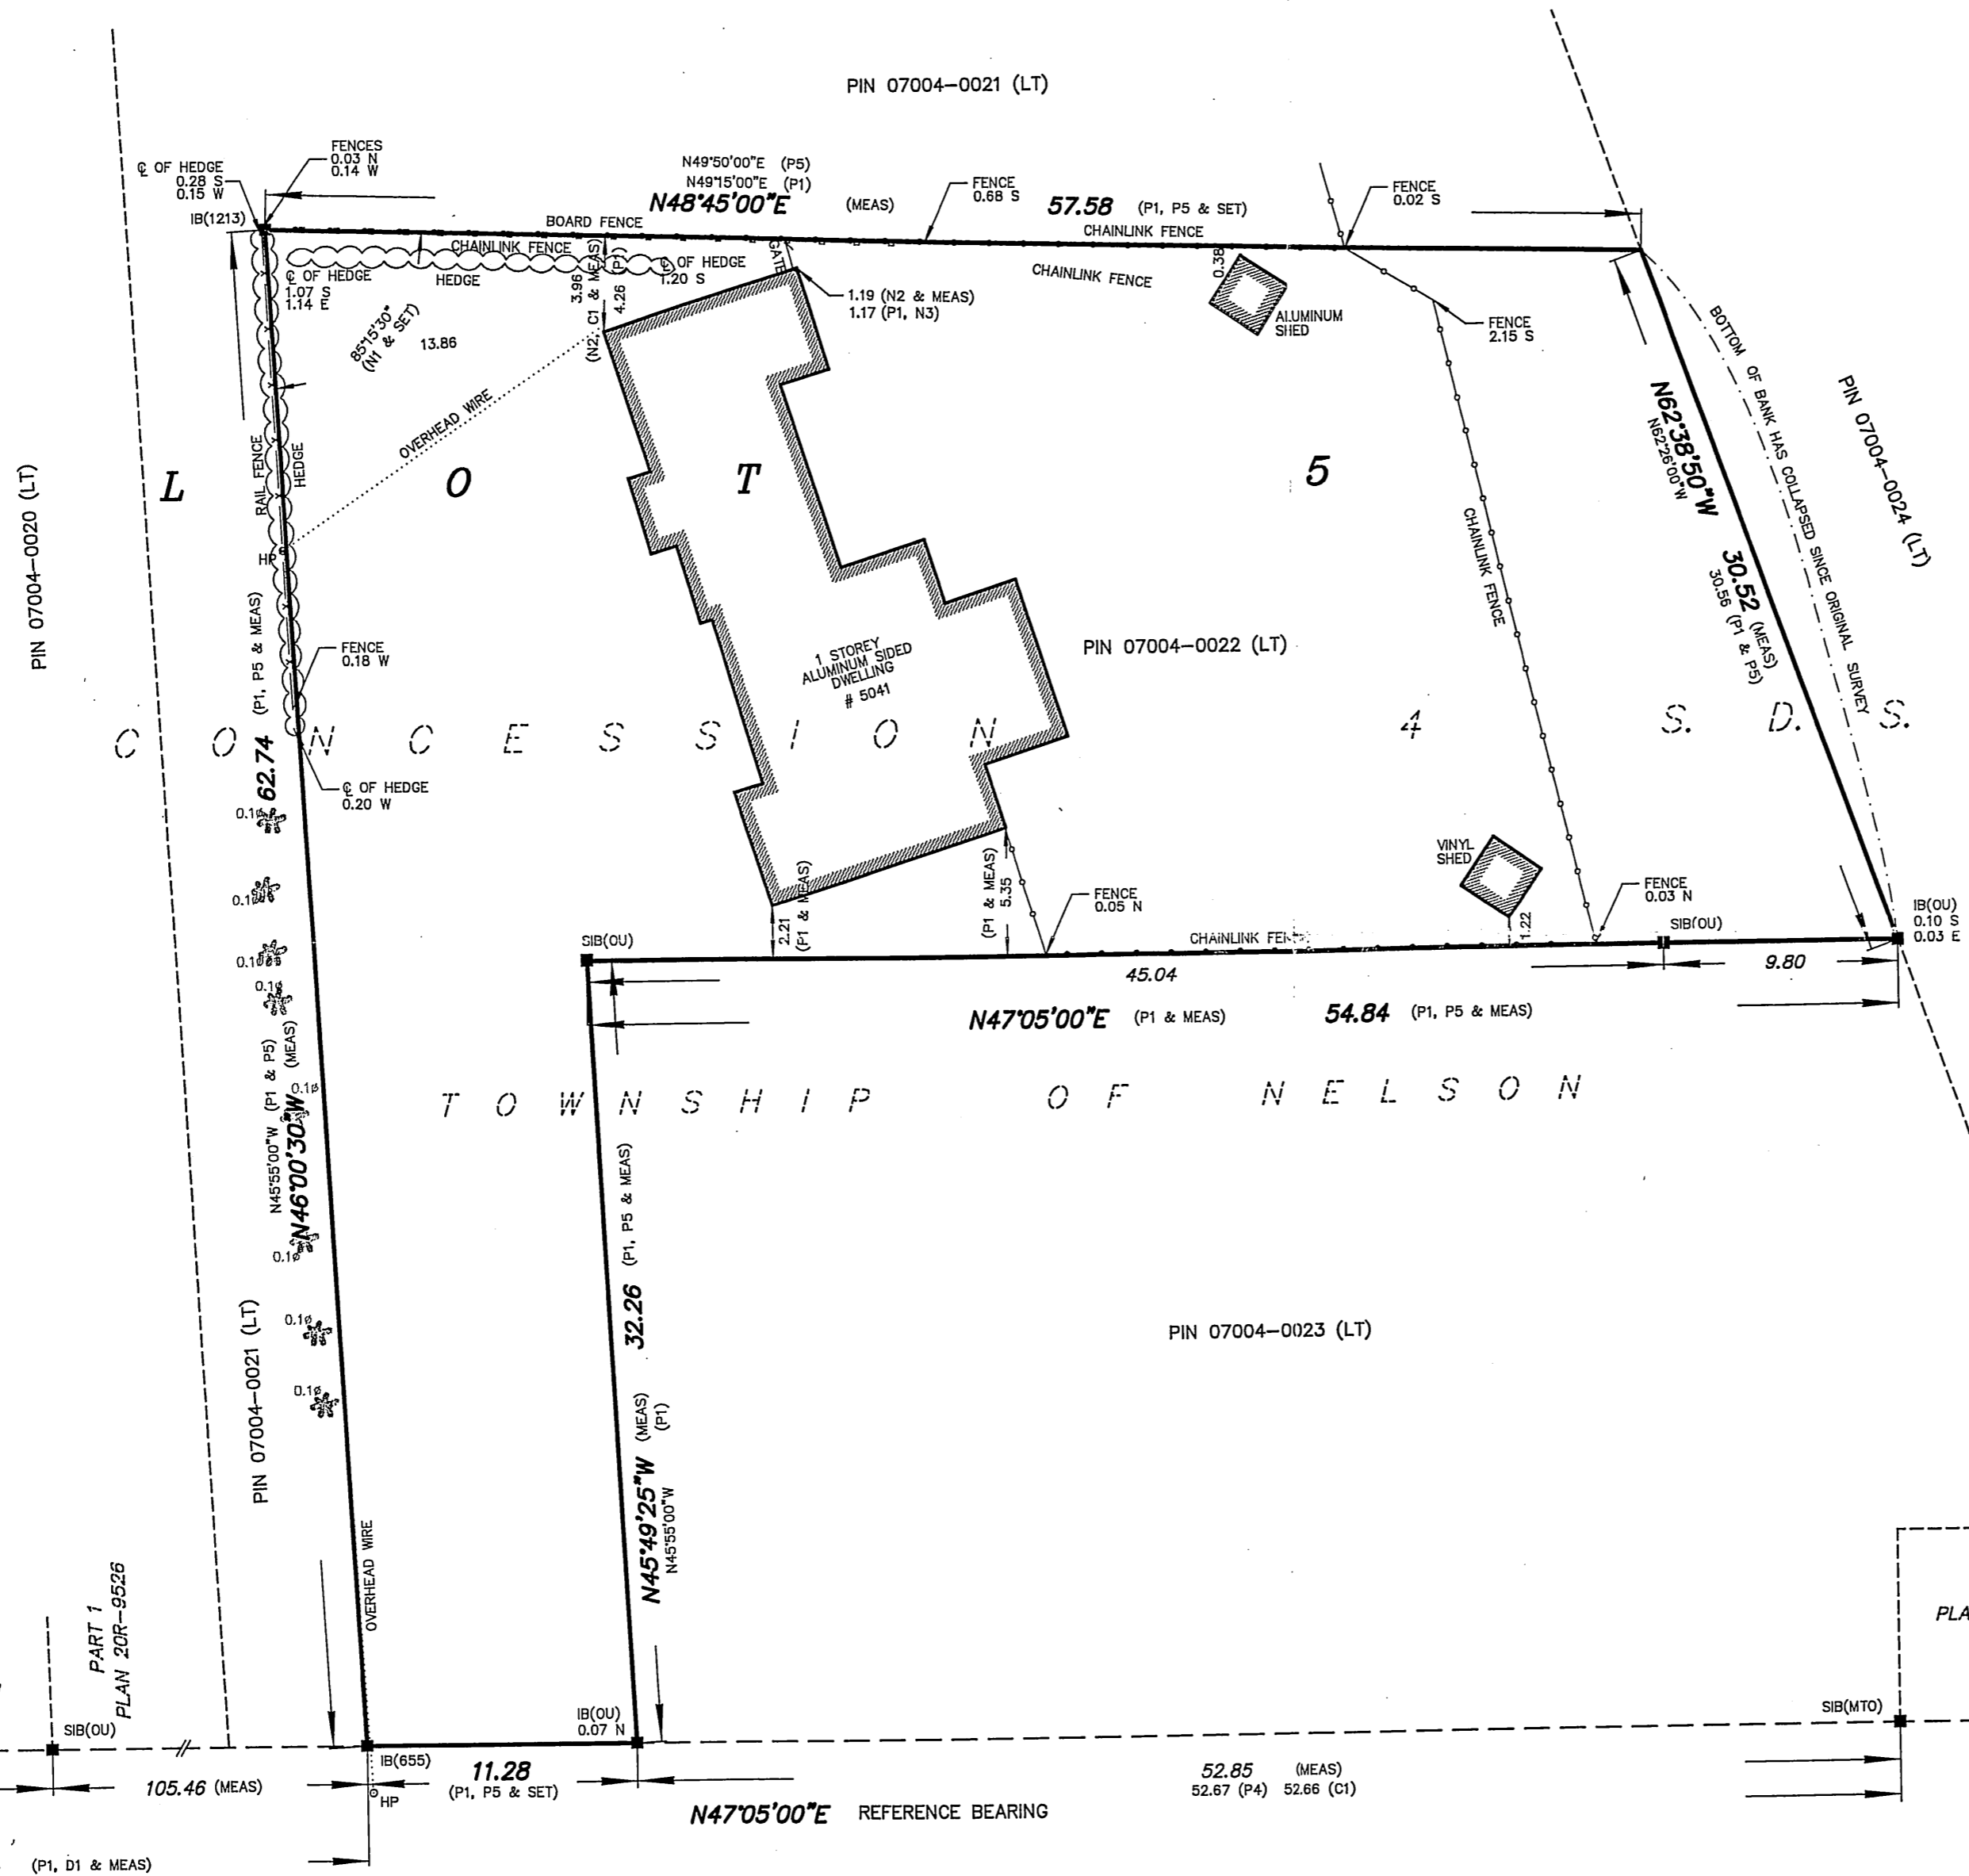 PIN 07004-0021 (LT)
FENCES
0.03 N
0.14 W
℄ OF HEDGE
0.28 S
0.15 W
IB(1213)
N49°50'00"E (P5)
N49°15'00"E (P1)
N48°45'00"E (MEAS)
FENCE
0.68 S
57.58 (P1, P5 & SET)
FENCE
0.02 S
BOARD FENCE
CHAINLINK FENCE
CHAINLINK FENCE
CHAINLINK FENCE
GATE
℄ OF HEDGE
1.07 S
1.14 E
HEDGE
℄ OF HEDGE
1.20 S
3.96
(N2, C1 & MEAS)
4.26 (P1)
1.19 (N2 & MEAS)
1.17 (P1, N3)
0.38
ALUMINUM
SHED
FENCE
2.15 S
85°15'30"
(N1 & SET)
13.86
OVERHEAD WIRE
RAIL FENCE
HEDGE
HP
L O T 5
BOTTOM OF BANK HAS COLLAPSED SINCE ORIGINAL SURVEY
N62°38'50"W
N62°26'00"W
30.52 (MEAS)
30.56 (P1 & P5)
PIN 07004-0024 (LT)
PIN 07004-0020 (LT)
CHAINLINK FENCE
62.74 (P1, P5 & MEAS)
FENCE
0.18 W
1 STOREY
ALUMINUM SIDED
DWELLING
# 5041
PIN 07004-0022 (LT)
CONCESSION 4 S. D. S.
℄ OF HEDGE
0.20 W
0.1ø
0.1ø
0.1ø
0.1ø
0.1ø
0.1ø
0.1ø
0.1ø
VINYL
SHED
1.22
FENCE
0.03 N
FENCE
0.05 N
2.21
(P1 & MEAS)
(P1 & MEAS)
5.35
SIB(OU)
CHAINLINK FENCE
SIB(OU)
IB(OU)
0.10 S
0.03 E
45.04
9.80
N47°05'00"E (P1 & MEAS)
54.84 (P1, P5 & MEAS)
N45°55'00"W (P1 & P5)
N46°00'30"W (MEAS)
TOWNSHIP OF NELSON
32.26 (P1, P5 & MEAS)
N45°49'25"W (MEAS)
N45°55'00"W (P1)
PIN 07004-0021 (LT)
PIN 07004-0023 (LT)
OVERHEAD WIRE
PART 1
PLAN 20R-9526
PLA
SIB(OU)
IB(OU)
0.07 N
SIB(MTO)
IB(655)
HP
105.46 (MEAS)
11.28
(P1, P5 & SET)
52.85 (MEAS)
52.67 (P4) 52.66 (C1)
N47°05'00"E REFERENCE BEARING
(P1, D1 & MEAS)